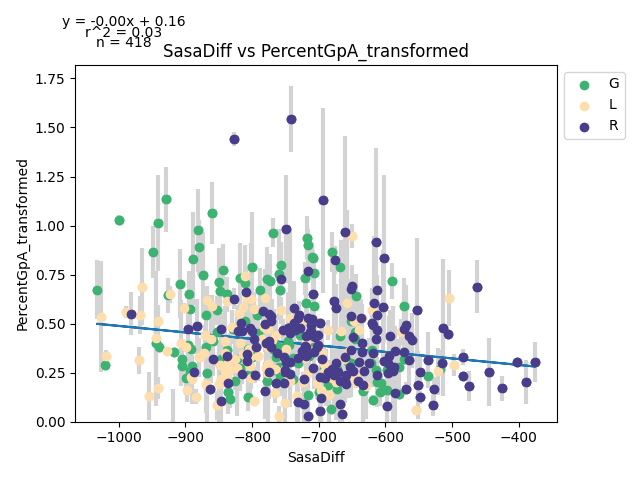 y = -0.00x + 0.16
r^2 = 0.03
n = 418
SasaDiff vs PercentGpA_transformed
1.75
1.50
1.25
1.00
0.75
0.50
0.25
0.00
PercentGpA_transformed
−1000 −900 −800 −700 −600 −500 −400
SasaDiff
G
L
R